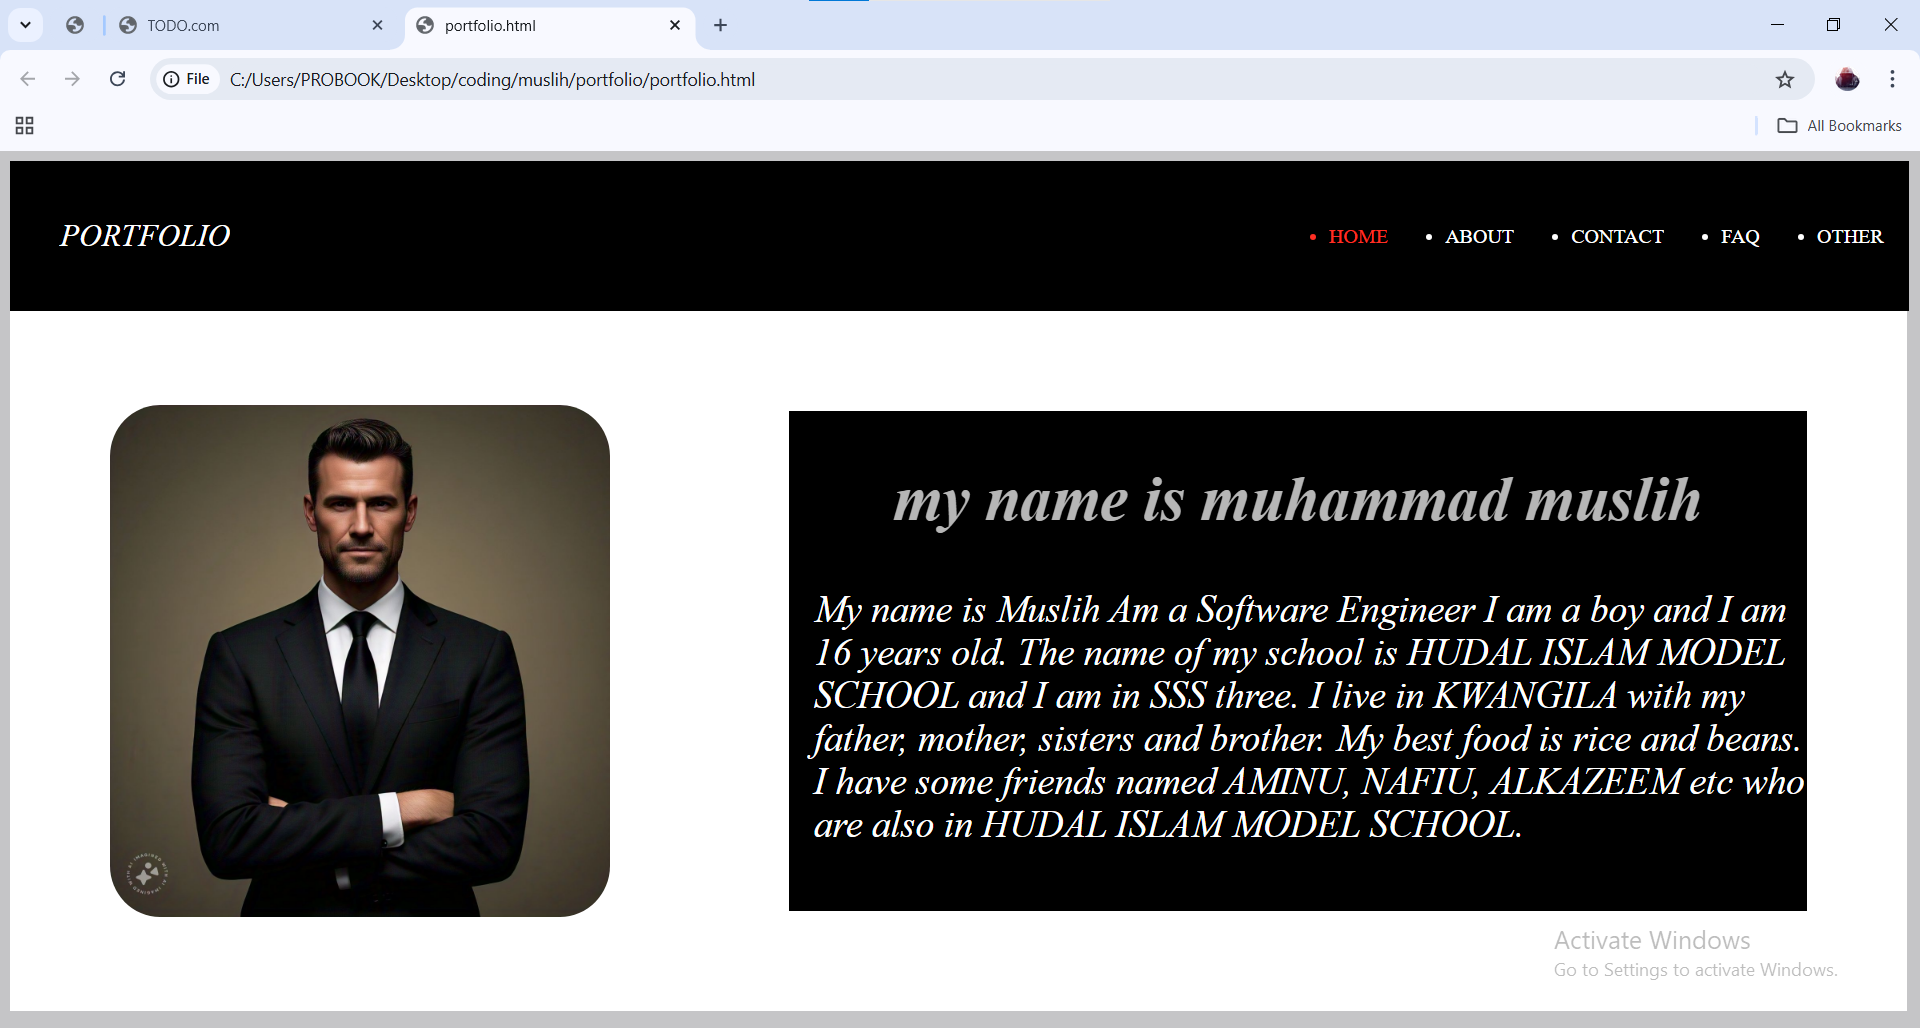 TODO.com
portfolio.html
File
C:/Users/PROBOOK/Desktop/coding/muslih/portfolio/portfolio.html
All Bookmarks
PORTFOLIO
HOME
ABOUT
CONTACT
FAQ
OTHER
my name is muhammad muslih
My name is Muslih Am a Software Engineer I am a boy and I am
16 years old. The name of my school is HUDAL ISLAM MODEL
SCHOOL and I am in SSS three. I live in KWANGILA with my
father, mother, sisters and brother. My best food is rice and beans.
I have some friends named AMINU, NAFIU, ALKAZEEM etc who
are also in HUDAL ISLAM MODEL SCHOOL.
Activate Windows
Go to Settings to activate Windows.